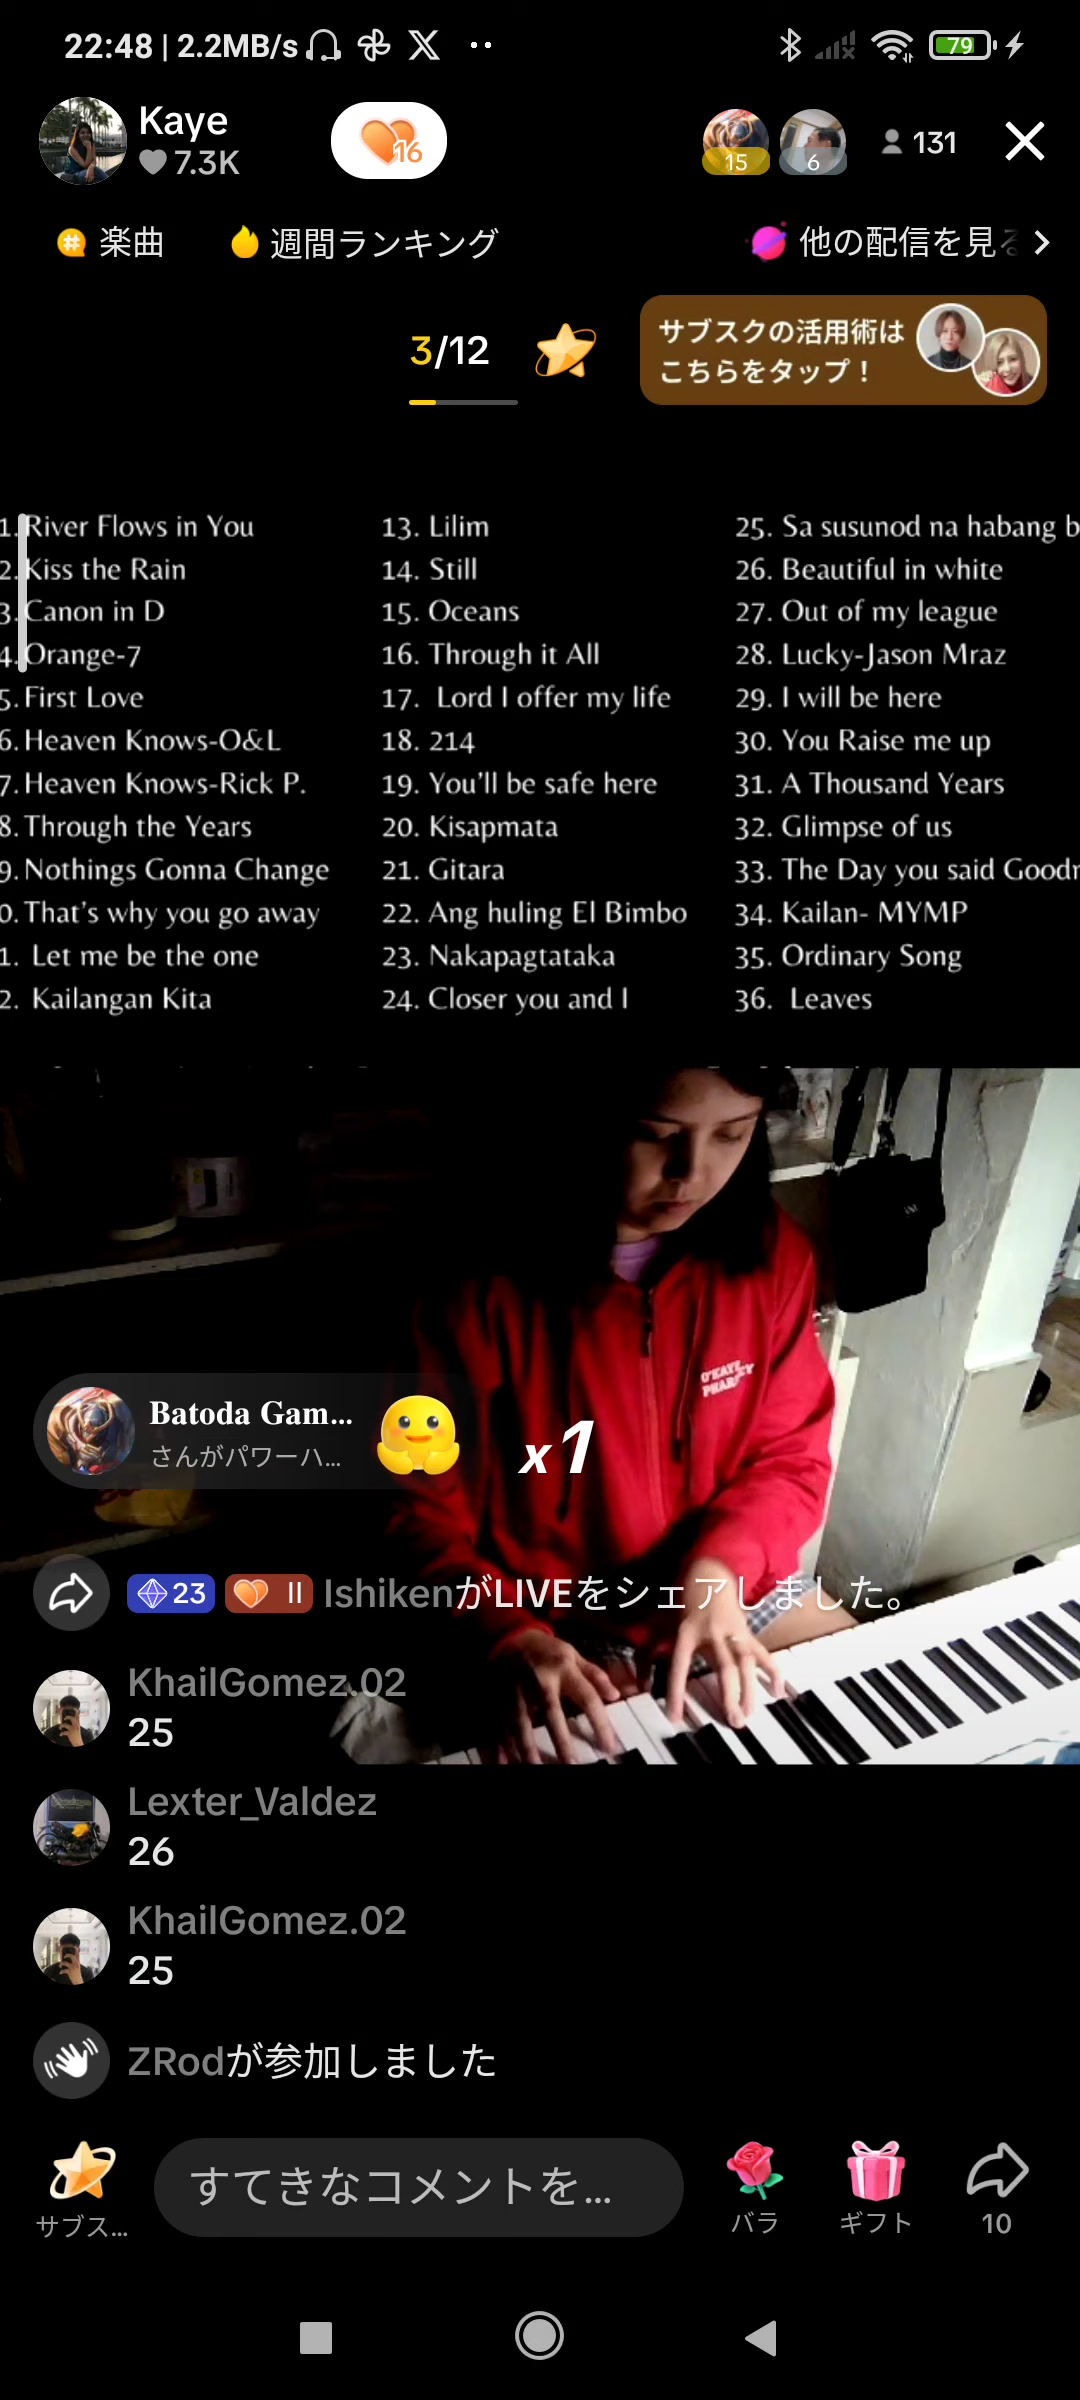 22:48 | 2.2MB/s
79
Kaye
7.3K
16
15
6
131
楽曲
週間ランキング
他の配信を見る
3/12
サブスクの活用術は
こちらをタップ！
1. River Flows in You
2. Kiss the Rain
3. Canon in D
4. Orange-7
5. First Love
6. Heaven Knows-O&L
7. Heaven Knows-Rick P.
8. Through the Years
9. Nothings Gonna Change
0. That's why you go away
1. Let me be the one
2. Kailangan Kita
13. Lilim
14. Still
15. Oceans
16. Through it All
17. Lord I offer my life
18. 214
19. You'll be safe here
20. Kisapmata
21. Gitara
22. Ang huling El Bimbo
23. Nakapagtataka
24. Closer you and I
25. Sa susunod na habang b
26. Beautiful in white
27. Out of my league
28. Lucky-Jason Mraz
29. I will be here
30. You Raise me up
31. A Thousand Years
32. Glimpse of us
33. The Day you said Goodn
34. Kailan- MYMP
35. Ordinary Song
36. Leaves
Batoda Gam...
さんがパワーハ...
x1
O'KAYE
23 II IshikenがLIVEをシェアしました。
KhailGomez.02
25
Lexter_Valdez
26
KhailGomez.02
25
ZRodが参加しました
サブス...
すてきなコメントを...
バラ
ギフト
10